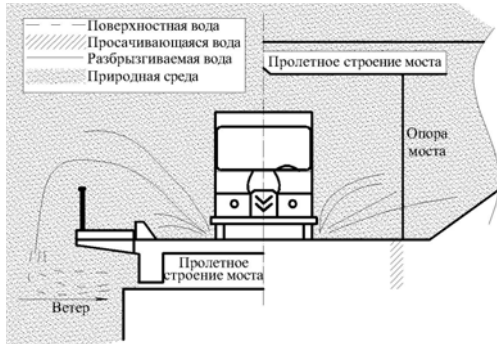 Поверхностная вода
Просачивающаяся вода
Разбрызгиваемая вода
Природная среда
Пролетное строение моста
Опора
моста
Пролетное
строение моста
Ветер